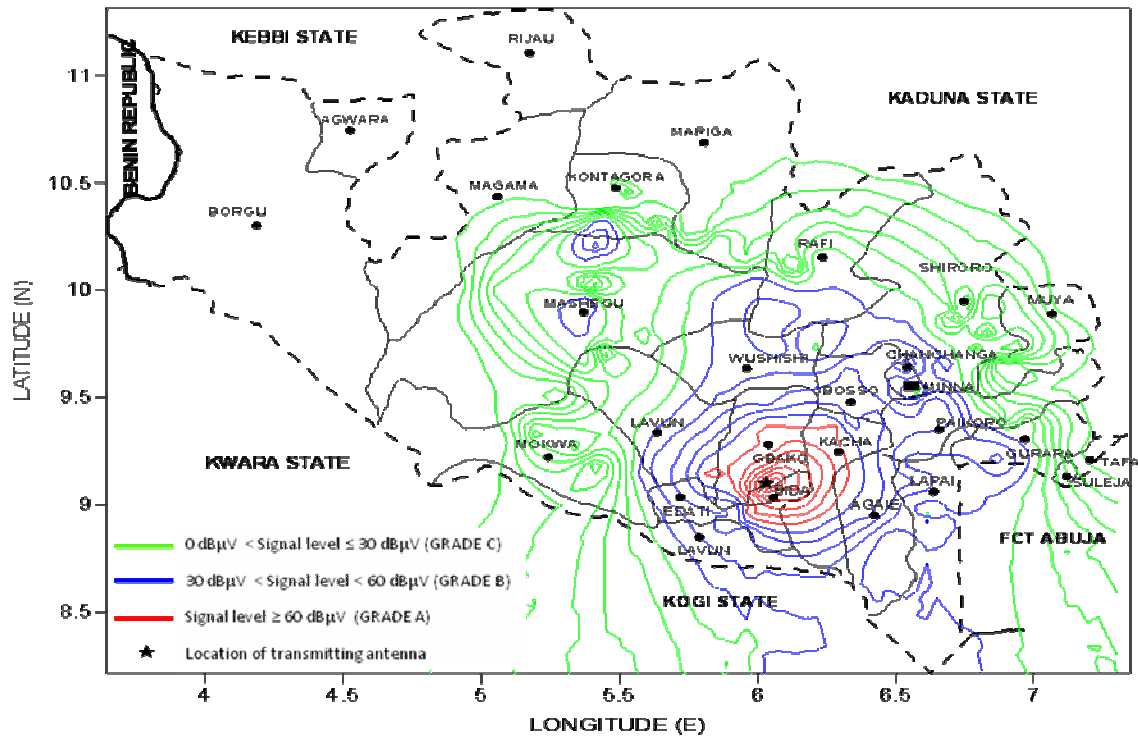 KEBBI STATE
RIJAU
11
BENIN REPUBLIC
AGWARA
KADUNA STATE
MARIGA
10.5
MAGAMA
KONTAGORA
BORGU
RAFI
SHIRORO
10
MASHEGU
MUYA
LATITUDE (N)
WUSHISHI
CHANCHANGA
MINNA
BOSSO
9.5
LAVUN
PAIKORO
MOKWA
KACHA
GURARA
GBAKO
TAFA
KWARA STATE
BIDA
LAPAI
SULEJA
9
EDATI
AGAIE
LAVUN
FCT ABUJA
0 dBµV < Signal level ≤ 30 dBµV (GRADE C)
30 dBµV < Signal level < 60 dBµV (GRADE B)
8.5
KOGI STATE
Signal level ≥ 60 dBµV (GRADE A)
Location of transmitting antenna
4
4.5
5
5.5
6
6.5
7
LONGITUDE (E)